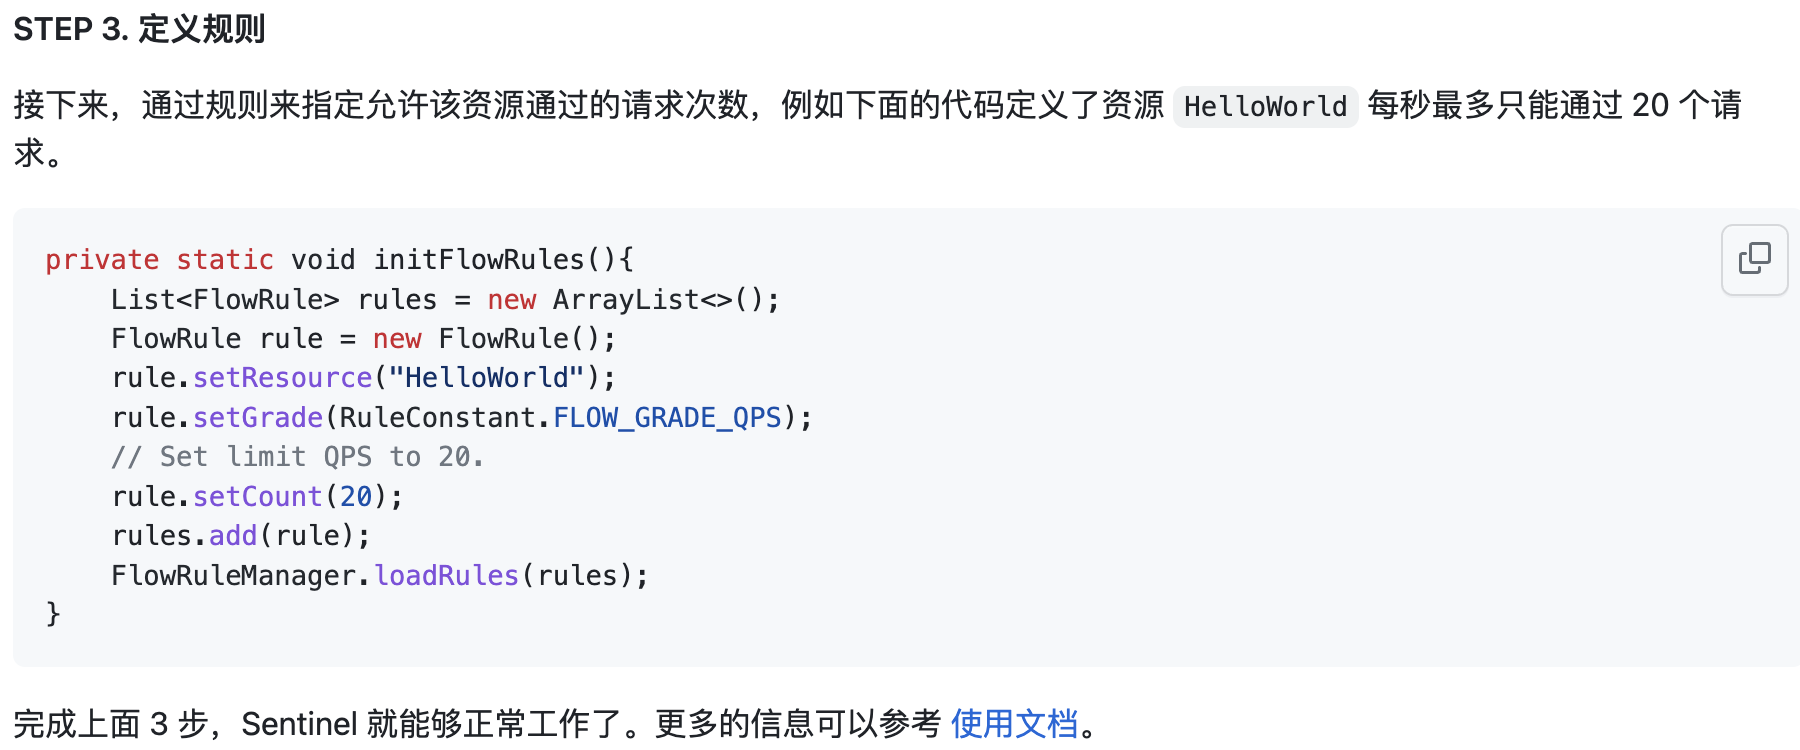 STEP 3. 定义规则
接下来，通过规则来指定允许该资源通过的请求次数，例如下面的代码定义了资源 HelloWorld 每秒最多只能通过 20 个请
求。
private static void initFlowRules(){
    List<FlowRule> rules = new ArrayList<>();
    FlowRule rule = new FlowRule();
    rule.setResource("HelloWorld");
    rule.setGrade(RuleConstant.FLOW_GRADE_QPS);
    // Set limit QPS to 20.
    rule.setCount(20);
    rules.add(rule);
    FlowRuleManager.loadRules(rules);
}
完成上面 3 步，Sentinel 就能够正常工作了。更多的信息可以参考 使用文档。